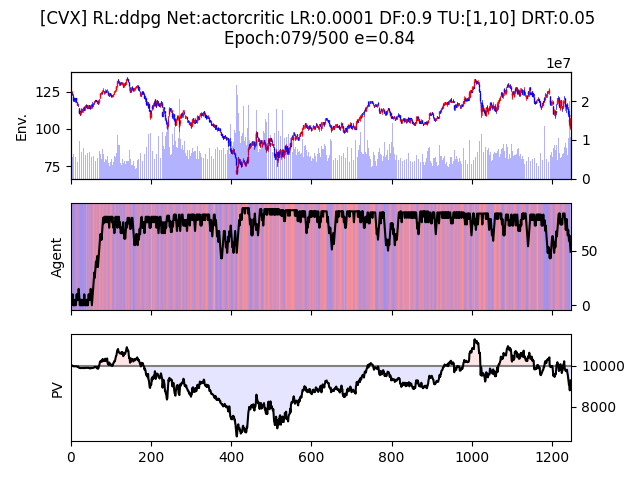 [CVX] RL:ddpg Net:actorcritic LR:0.0001 DF:0.9 TU:[1,10] DRT:0.05
Epoch:079/500 e=0.84
1e7
125
100
75
Env.
2
1
0
Agent
50
0
PV
10000
8000
0 200 400 600 800 1000 1200